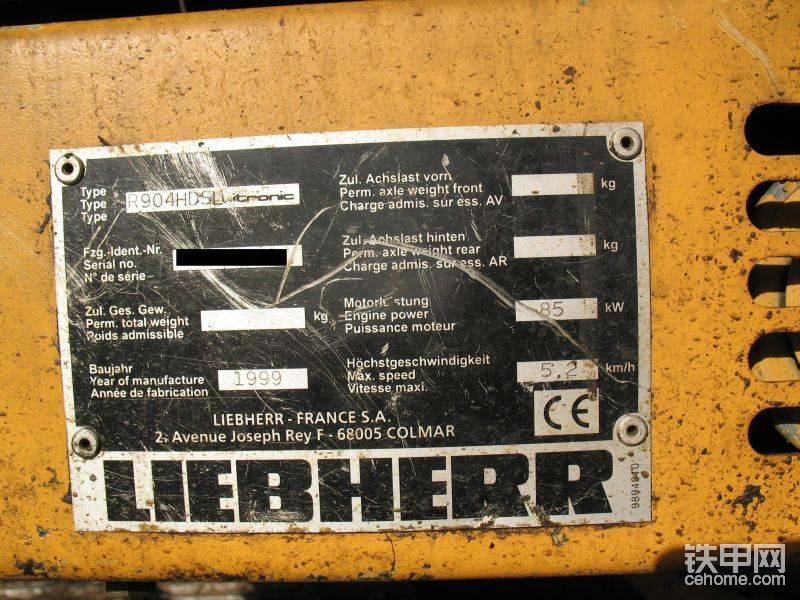 Type
Type
Type
R904HDSL Litronic
Fzg.-Ident.-Nr.
Serial no.
N° de série
Zul. Ges. Gew.
Perm. total weight
Poids admissible
kg
Baujahr
Year of manufacture
Année de fabrication
1999
Zul. Achslast vorn
Perm. axle weight front
Charge admis. sur ess. AV
kg
Zul. Achslast hinten
Perm. axle weight rear
Charge admis. sur ess. AR
kg
Motorleistung
Engine power
Puissance moteur
85 kW
Höchstgeschwindigkeit
Max. speed
Vitesse maxi.
5.2 km/h
CE
LIEBHERR - FRANCE S.A.
2, Avenue Joseph Rey F - 68005 COLMAR
LIEBHERR
铁甲网
cehome.com